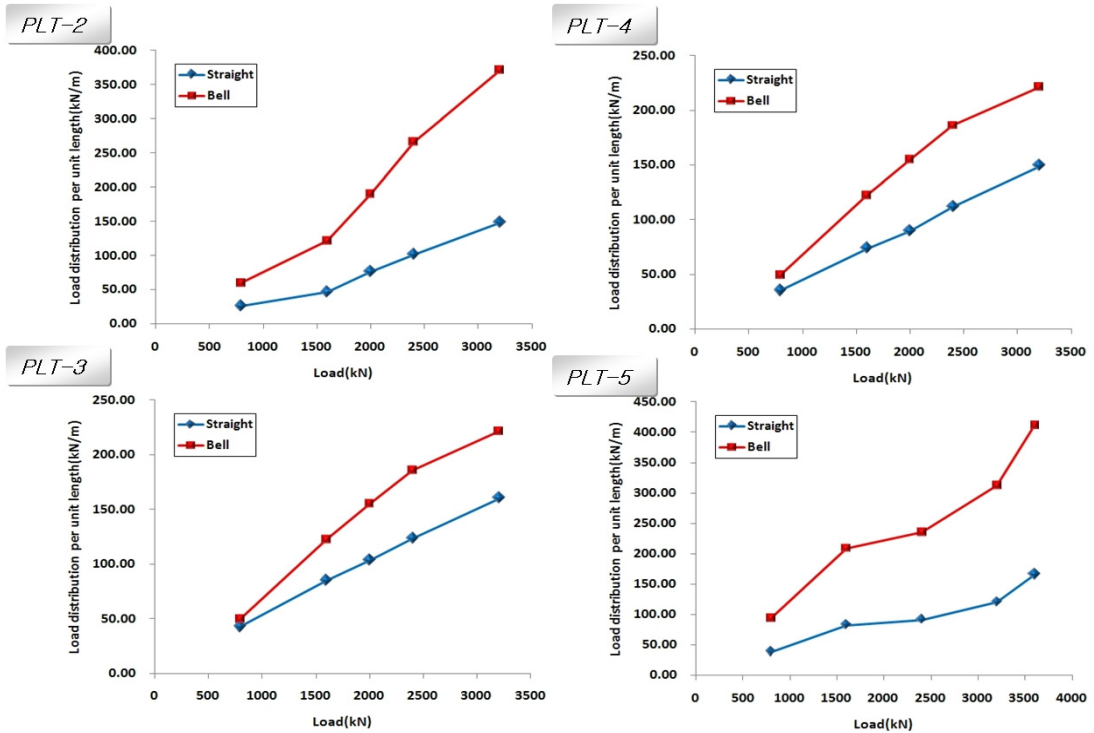 PLT-2
Load distribution per unit length(kN/m)
400.00
350.00
300.00
250.00
200.00
150.00
100.00
50.00
0.00
Straight
Bell
0 500 1000 1500 2000 2500 3000 3500
Load(kN)
PLT-4
Load distribution per unit length(kN/m)
250.00
200.00
150.00
100.00
50.00
0.00
Straight
Bell
0 500 1000 1500 2000 2500 3000 3500
Load(kN)
PLT-3
Load distribution per unit length(kN/m)
250.00
200.00
150.00
100.00
50.00
0.00
Straight
Bell
0 500 1000 1500 2000 2500 3000 3500
Load(kN)
PLT-5
Load distribution per unit length(kN/m)
450.00
400.00
350.00
300.00
250.00
200.00
150.00
100.00
50.00
0.00
Straight
Bell
0 500 1000 1500 2000 2500 3000 3500 4000
Load(kN)